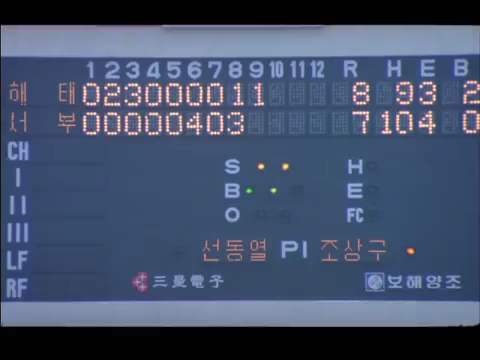 1 2 3 4 5 6 7 8 9 10 11 12 R H E B
해 태 0 2 3 0 0 0 0 1 1 8 9 3 2
서 부 0 0 0 0 0 4 0 3 7 10 4 0
CH
I
II
III
LF
RF
S H
B E
O FC
선동열 PI 조상구
三曼電子 보해양조